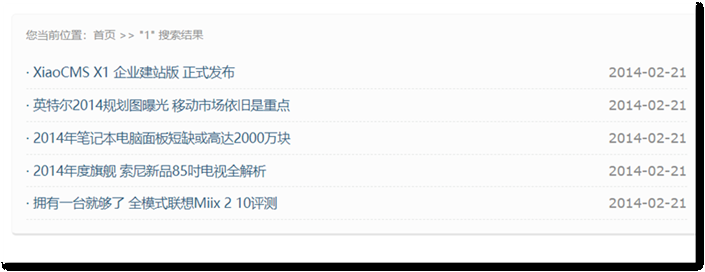 您当前位置：首页 >> "1" 搜索结果
· XiaoCMS X1 企业建站版 正式发布 2014-02-21
· 英特尔2014规划图曝光 移动市场依旧是重点 2014-02-21
· 2014年笔记本电脑面板短缺或高达2000万块 2014-02-21
· 2014年度旗舰 索尼新品85吋电视全解析 2014-02-21
· 拥有一台就够了 全模式联想Miix 2 10评测 2014-02-21